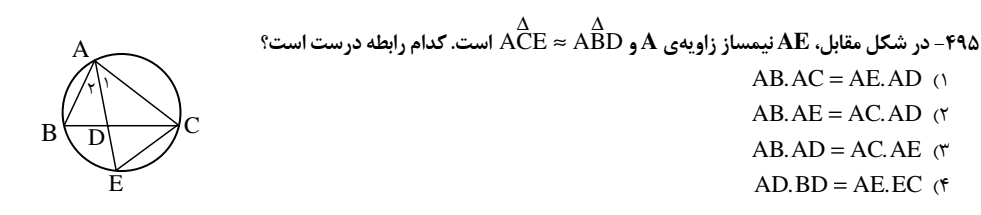 ۴۹۵- در شکل مقابل، AE نیمساز زاویه‌ی A و ABD ≈ ACE است. کدام رابطه درست است؟
۱) AB.AC = AE.AD
۲) AB.AE = AC.AD
۳) AB.AD = AC.AE
۴) AD.BD = AE.EC
A
۲ ۱
B D C
E